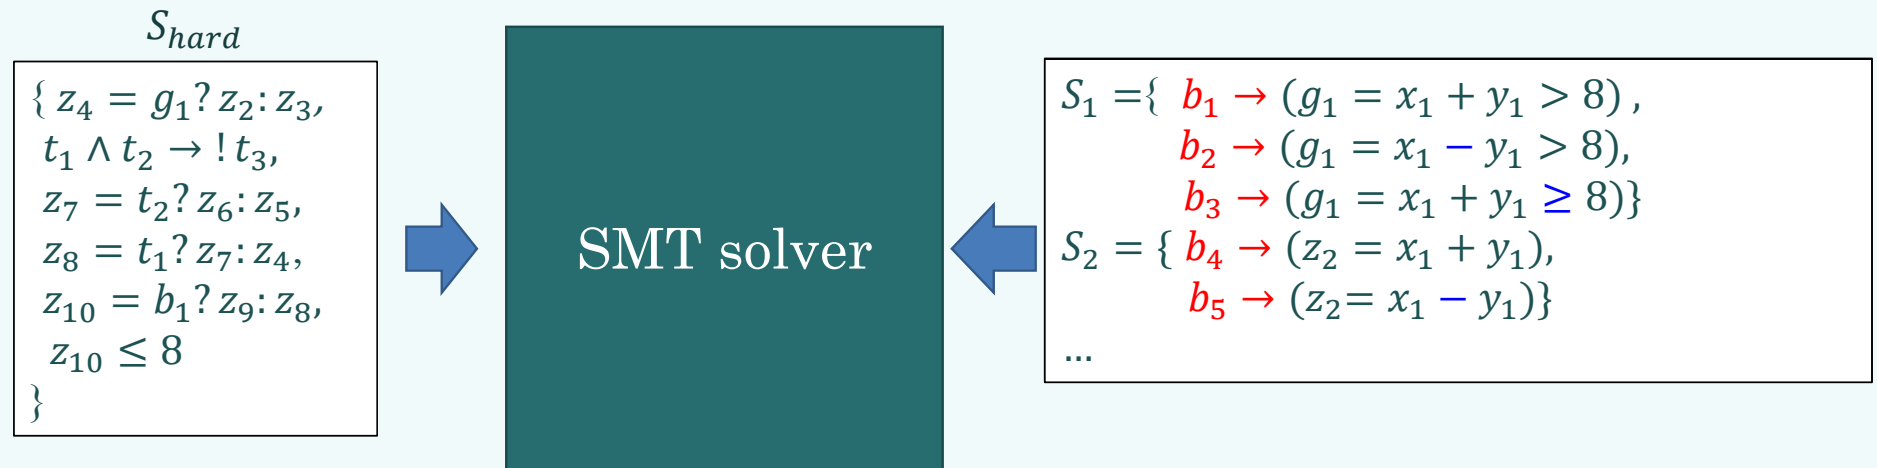 S_hard
{ z₄ = g₁? z₂: z₃,
t₁ ∧ t₂ → ! t₃,
z₇ = t₂? z₆: z₅,
z₈ = t₁? z₇: z₄,
z₁₀ = b₁? z₉: z₈,
z₁₀ ≤ 8
}
SMT solver
S₁ ={ b₁ → (g₁ = x₁ + y₁ > 8) ,
b₂ → (g₁ = x₁ − y₁ > 8),
b₃ → (g₁ = x₁ + y₁ ≥ 8)}
S₂ = { b₄ → (z₂ = x₁ + y₁),
b₅ → (z₂= x₁ − y₁)}
...